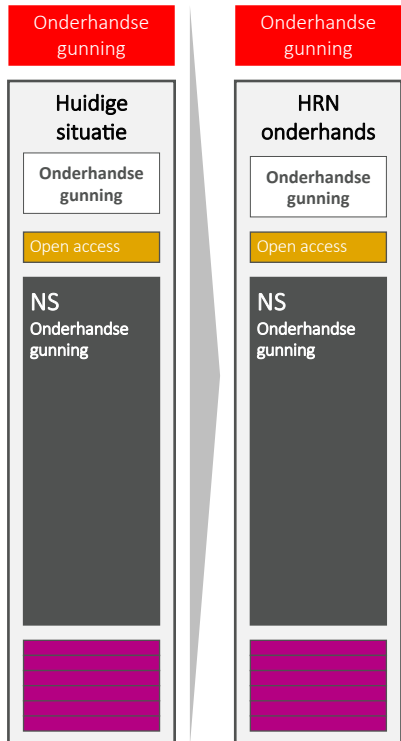 Onderhandse
gunning
Huidige
situatie
Onderhandse
gunning
Open access
NS
Onderhandse
gunning
Onderhandse
gunning
HRN
onderhands
Onderhandse
gunning
Open access
NS
Onderhandse
gunning